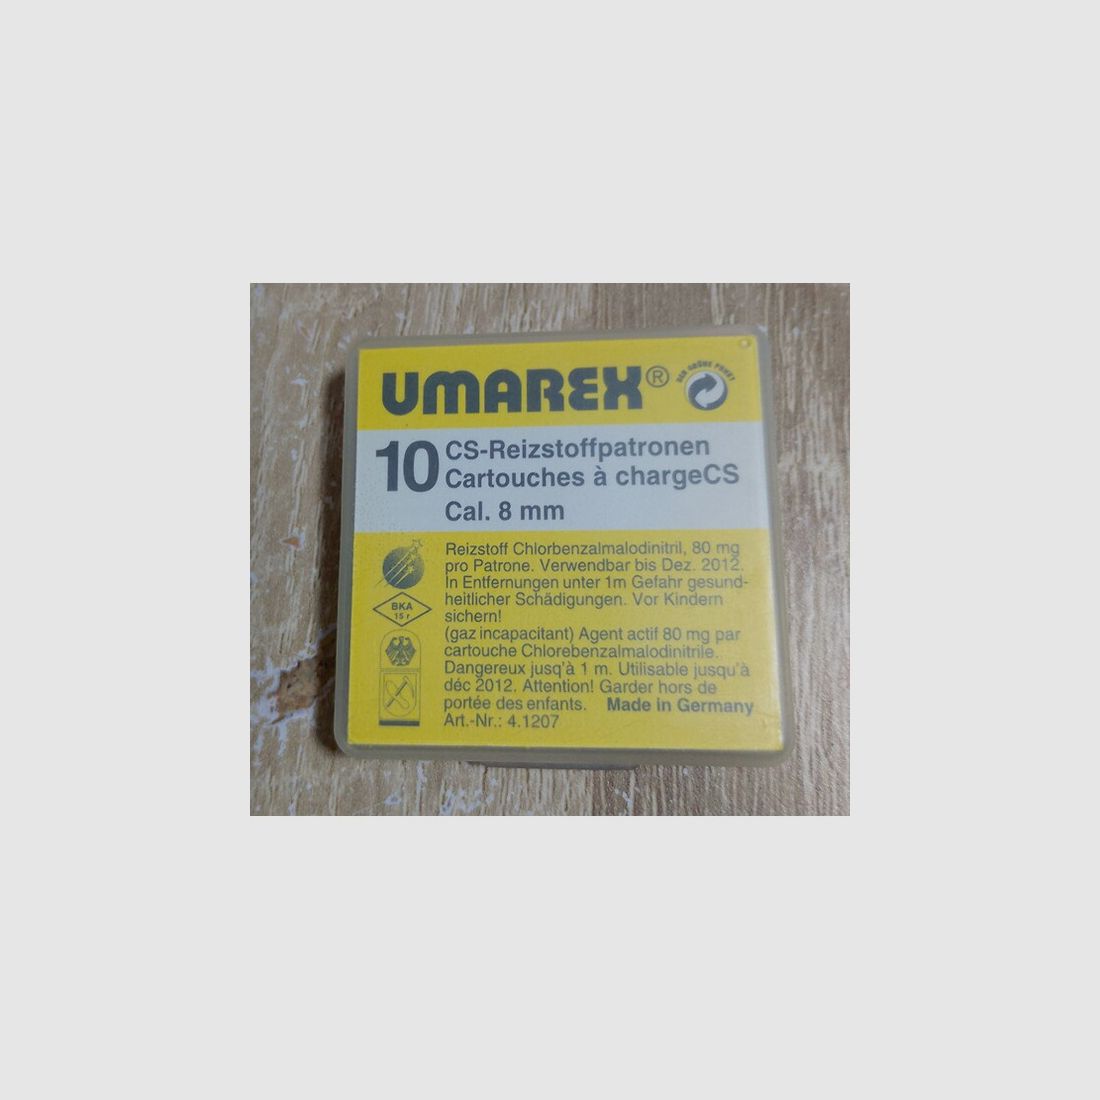 UMAREX®
DER GRÜNE PUNKT
10 CS-Reizstoffpatronen
Cartouches à chargeCS
Cal. 8 mm
Reizstoff Chlorbenzalmalodinitril, 80 mg
pro Patrone. Verwendbar bis Dez. 2012.
In Entfernungen unter 1m Gefahr gesund-
heitlicher Schädigungen. Vor Kindern
sichern!
(gaz incapacitant) Agent actif 80 mg par
cartouche Chlorebenzalmalodinitrile.
Dangereux jusq'à 1 m. Utilisable jusqu'à
déc 2012. Attention! Garder hors de
portée des enfants. Made in Germany
Art.-Nr.: 4.1207
BKA
15 r